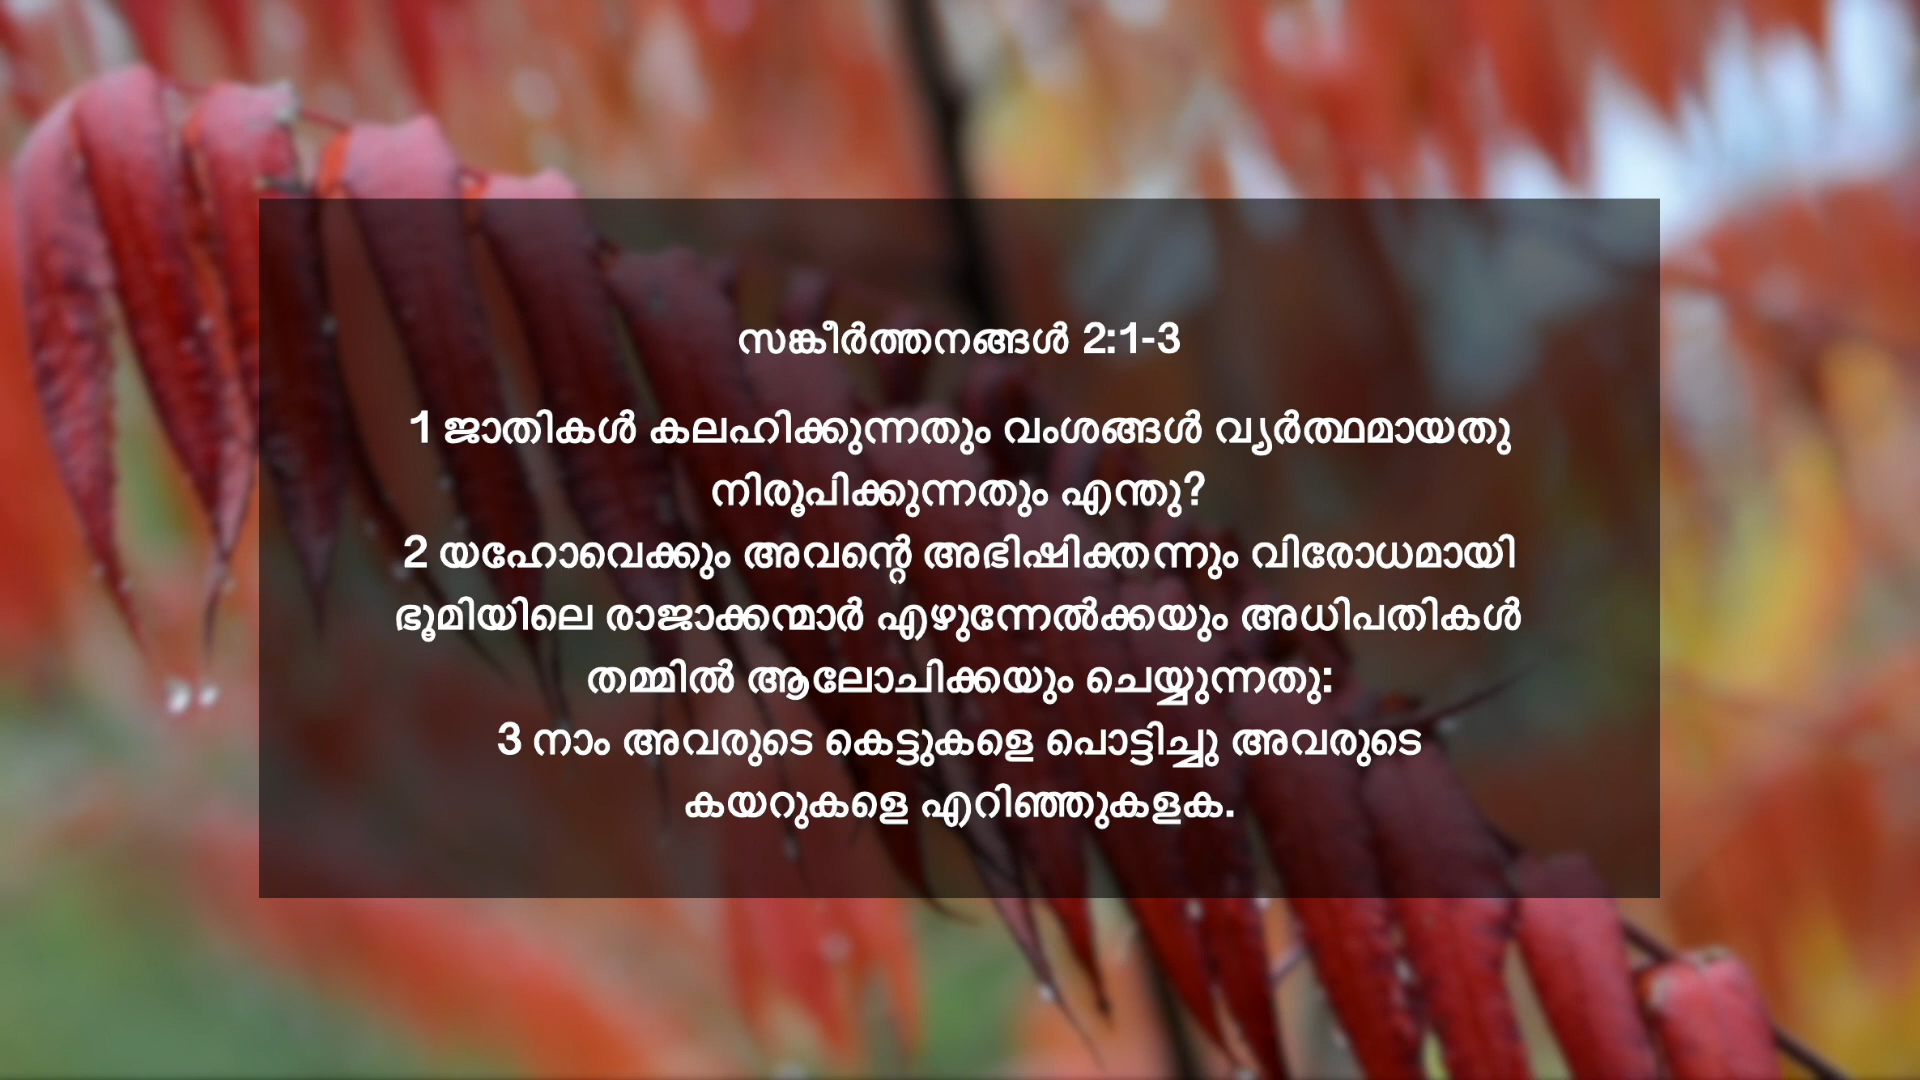 സങ്കീർത്തനങ്ങൾ 2:1-3
1 ജാതികൾ കലഹിക്കുന്നതും വംശങ്ങൾ വ്യർത്ഥമായതു
നിരൂപിക്കുന്നതും എന്തു?
2 യഹോവെക്കും അവന്റെ അഭിഷിക്തന്നും വിരോധമായി
ഭൂമിയിലെ രാജാക്കന്മാർ എഴുന്നേൽക്കയും അധിപതികൾ
തമ്മിൽ ആലോചിക്കയും ചെയ്യുന്നതു:
3 നാം അവരുടെ കെട്ടുകളെ പൊട്ടിച്ചു അവരുടെ
കയറുകളെ എറിഞ്ഞുകളക.